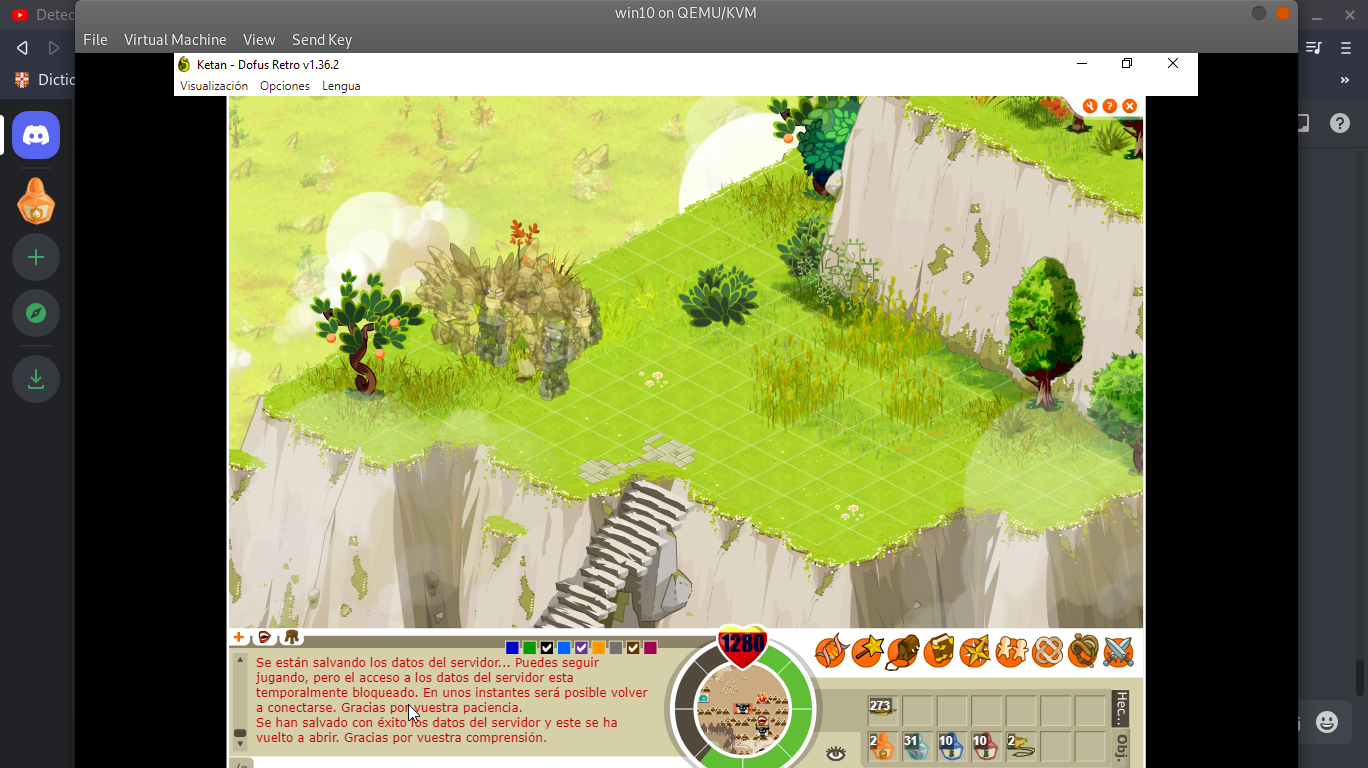 Detec
win10 on QEMU/KVM
File Virtual Machine View Send Key
Dictio
»
Ketan - Dofus Retro v1.36.2
Visualización Opciones Lengua
1280
Se están salvando los datos del servidor... Puedes seguir
jugando, pero el acceso a los datos del servidor esta
temporalmente bloqueado. En unos instantes será posible volver
a conectarse. Gracias por vuestra paciencia.
Se han salvado con éxito los datos del servidor y este se ha
vuelto a abrir. Gracias por vuestra comprensión.
273
Hec...
2 31 10 10 2
Obj.